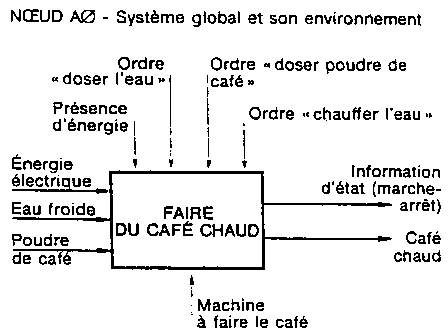 NŒUD AØ - Système global et son environnement
Ordre
« doser l'eau »
Ordre « doser poudre de
café »
Présence
d'énergie
Ordre « chauffer l'eau »
Énergie
électrique
Eau froide
Poudre
de café
FAIRE
DU CAFÉ CHAUD
Information
d'état (marche-
arrêt)
Café
chaud
Machine
à faire le café